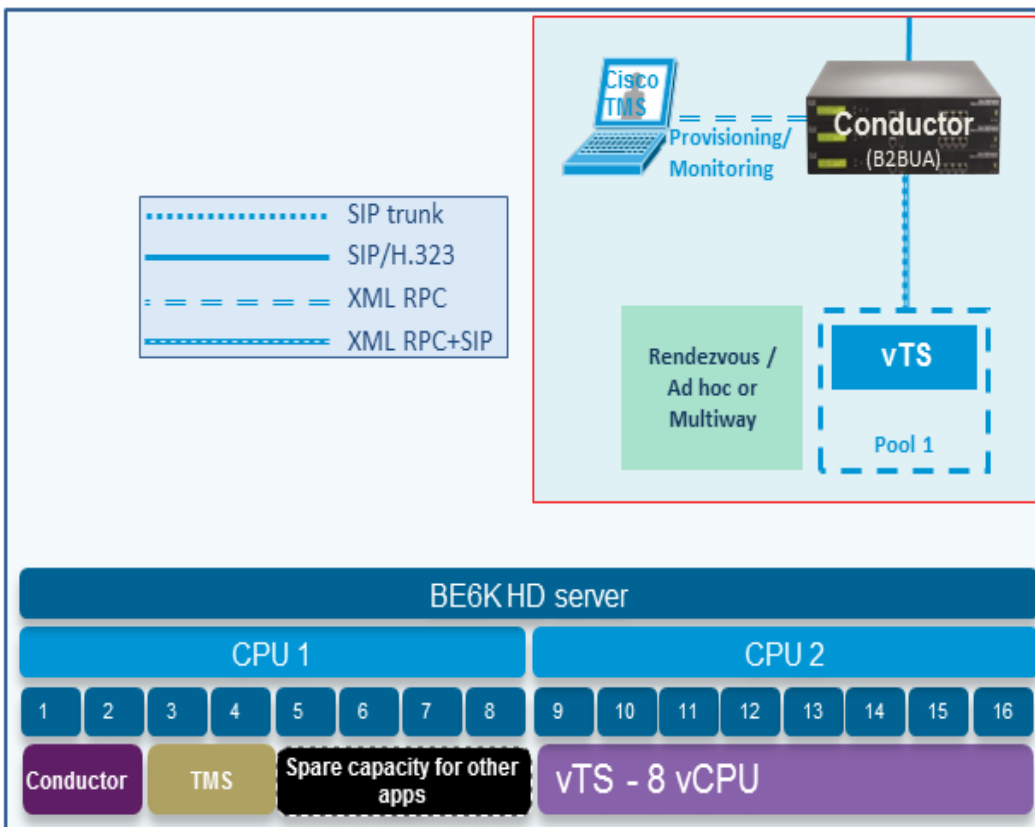 Cisco
TMS
Provisioning/
Monitoring
Conductor
(B2BUA)
SIP trunk
SIP/H.323
XML RPC
XML RPC+SIP
Rendezvous /
Ad hoc or
Multiway
vTS
Pool 1
BE6K HD server
CPU 1
CPU 2
1 2 3 4 5 6 7 8 9 10 11 12 13 14 15 16
Conductor
TMS
Spare capacity for other
apps
vTS - 8 vCPU